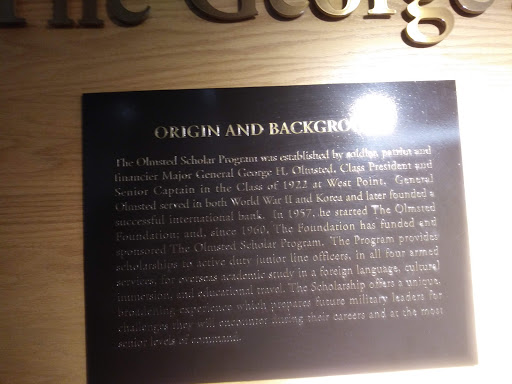 The George
ORIGIN AND BACKGROU
The Olmsted Scholar Program was established by soldier, patriot and
financier Major General George H. Olmsted, Class President and
Senior Captain in the Class of 1922 at West Point. General
Olmsted served in both World War II and Korea and later founded a
successful international bank. In 1957, he started The Olmsted
Foundation; and, since 1960, The Foundation has funded and
sponsored The Olmsted Scholar Program. The Program provides
scholarships to active duty junior line officers, in all four armed
services, for overseas academic study in a foreign language, cultural
immersion, and educational travel. The Scholarship offers a unique,
broadening experience which prepares future military leaders for
challenges they will encounter during their careers and at the most
senior levels of command.